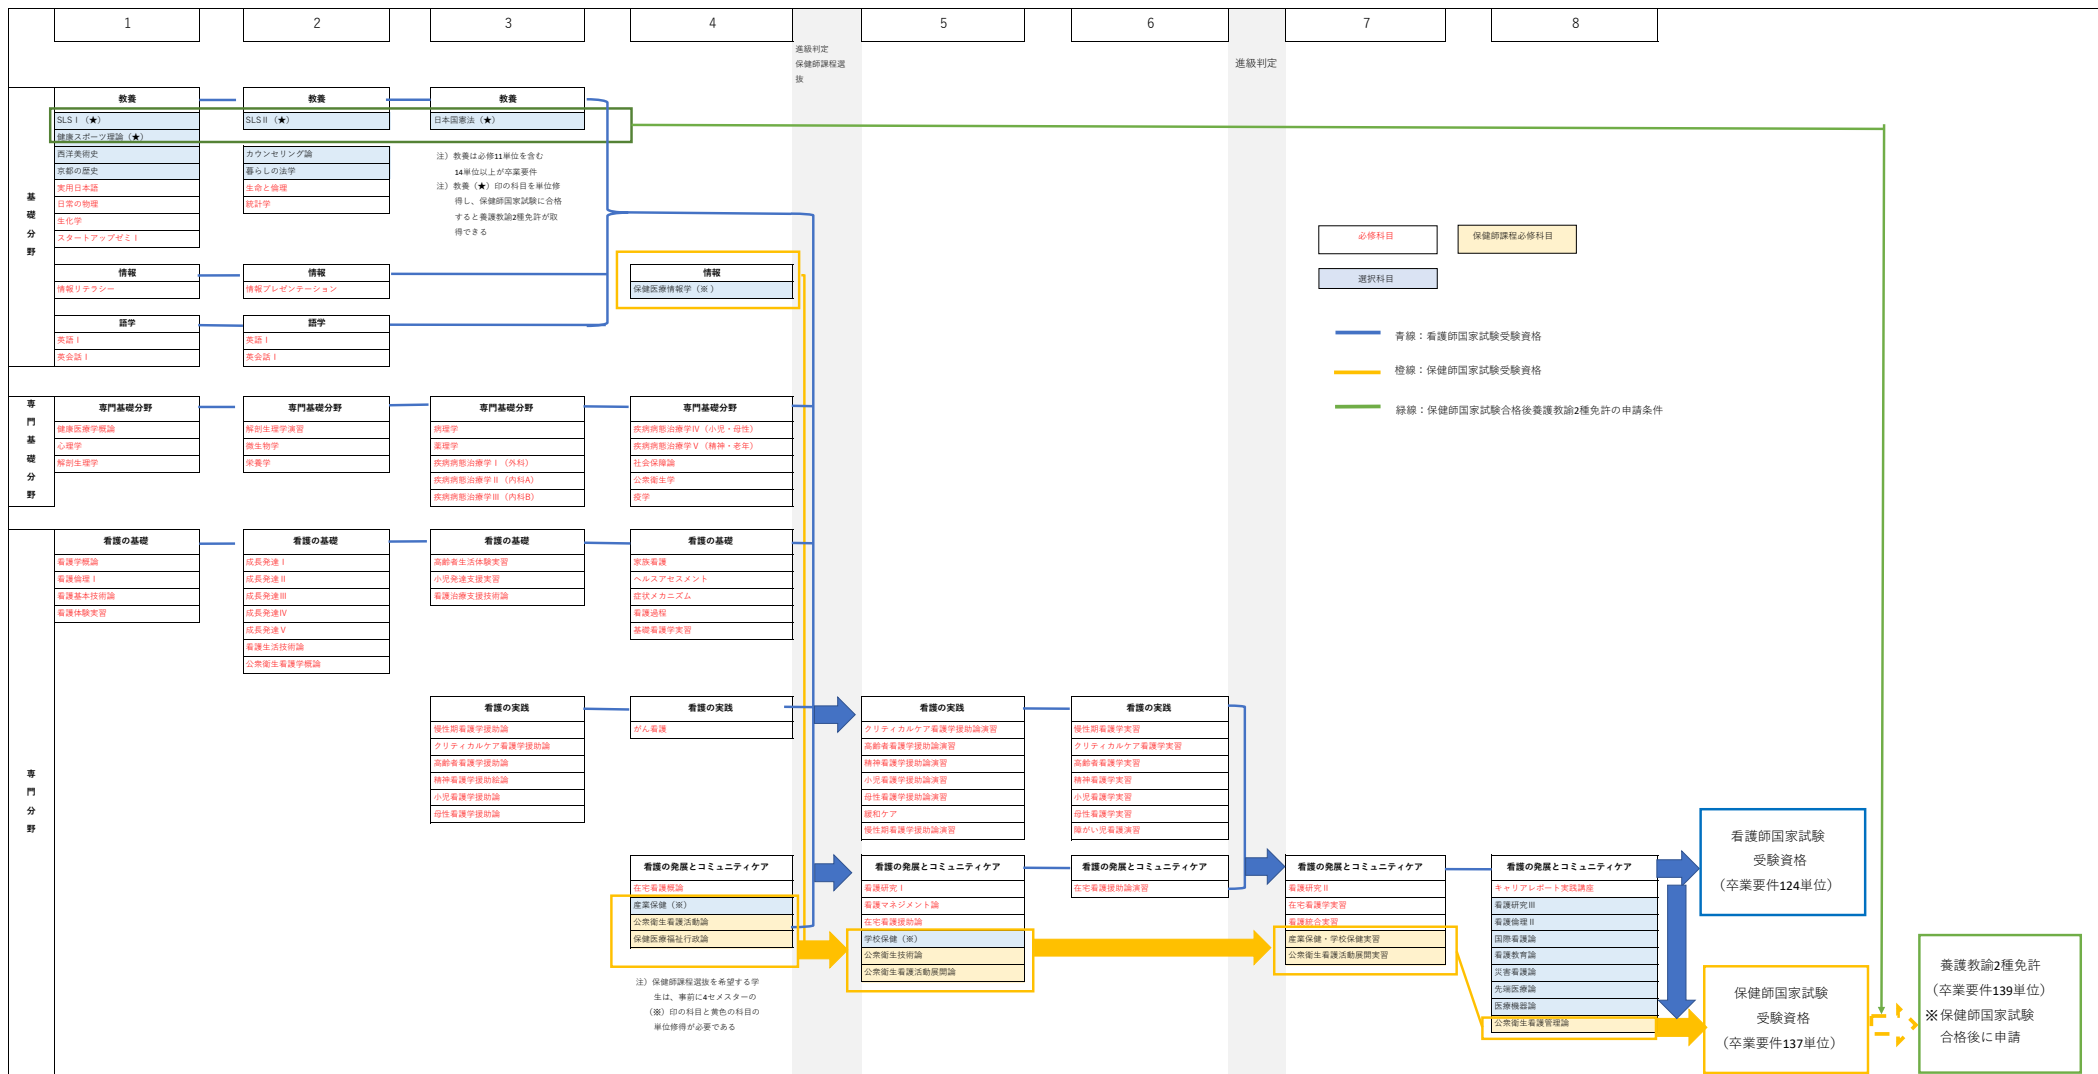 1
2
3
4
5
6
7
8
進級判定
保健師課程選
抜
進級判定
基礎分野
教養
SLSⅠ（★）
健康スポーツ理論（★）
西洋美術史
京都の歴史
実用日本語
日常の物理
生化学
スタートアップゼミⅠ
教養
SLSⅡ（★）
カウンセリング論
暮らしの法学
生命と倫理
統計学
教養
日本国憲法（★）
注）教養は必修11単位を含む
14単位以上が卒業要件
注）教養（★）印の科目を単位修
得し、保健師国家試験に合格
すると養護教諭2種免許が取
得できる
情報
情報リテラシー
情報
情報プレゼンテーション
情報
保健医療情報学（※）
語学
英語Ⅰ
英会話Ⅰ
語学
英語Ⅰ
英会話Ⅰ
必修科目
保健師課程必修科目
選択科目
青線：看護師国家試験受験資格
橙線：保健師国家試験受験資格
緑線：保健師国家試験合格後養護教諭2種免許の申請条件
専門基礎分野
専門基礎分野
健康医療学概論
心理学
解剖生理学
専門基礎分野
解剖生理学演習
微生物学
栄養学
専門基礎分野
病理学
薬理学
疾病病態治療学Ⅰ（外科）
疾病病態治療学Ⅱ（内科A）
疾病病態治療学Ⅲ（内科B）
専門基礎分野
疾病病態治療学Ⅳ（小児・母性）
疾病病態治療学Ⅴ（精神・老年）
社会保障論
公衆衛生学
疫学
専門分野
看護の基礎
看護学概論
看護倫理Ⅰ
看護基本技術論
看護体験実習
看護の基礎
成長発達Ⅰ
成長発達Ⅱ
成長発達Ⅲ
成長発達Ⅳ
成長発達Ⅴ
看護生活技術論
公衆衛生看護学概論
看護の基礎
高齢者生活体験実習
小児発達支援実習
看護治療支援技術論
看護の基礎
家族看護
ヘルスアセスメント
症状メカニズム
看護過程
基礎看護学実習
看護の実践
慢性期看護学援助論
クリティカルケア看護学援助論
高齢者看護学援助論
精神看護学援助絵論
小児看護学援助論
母性看護学援助論
看護の実践
がん看護
看護の実践
クリティカルケア看護学援助論演習
高齢者看護学援助論演習
精神看護学援助論演習
小児看護学援助論演習
母性看護学援助論演習
緩和ケア
慢性期看護学援助論演習
看護の実践
慢性期看護学実習
クリティカルケア看護学実習
高齢者看護学実習
精神看護学実習
小児看護学実習
母性看護学実習
障がい児看護演習
看護の発展とコミュニティケア
在宅看護概論
産業保健（※）
公衆衛生看護活動論
保健医療福祉行政論
注）保健師課程選抜を希望する学
生は、事前に4セメスターの
（※）印の科目と黄色の科目の
単位修得が必要である
看護の発展とコミュニティケア
看護研究Ⅰ
看護マネジメント論
在宅看護援助論
学校保健（※）
公衆衛生技術論
公衆衛生看護活動展開論
看護の発展とコミュニティケア
在宅看護援助論演習
看護の発展とコミュニティケア
看護研究Ⅱ
在宅看護学実習
看護統合実習
産業保健・学校保健実習
公衆衛生看護活動展開実習
看護の発展とコミュニティケア
キャリアレポート実践講座
看護研究Ⅲ
看護倫理Ⅱ
国際看護論
看護教育論
災害看護論
先端医療論
医療機器論
公衆衛生看護管理論
看護師国家試験
受験資格
（卒業要件124単位）
保健師国家試験
受験資格
（卒業要件137単位）
養護教諭2種免許
（卒業要件139単位）
※保健師国家試験
合格後に申請